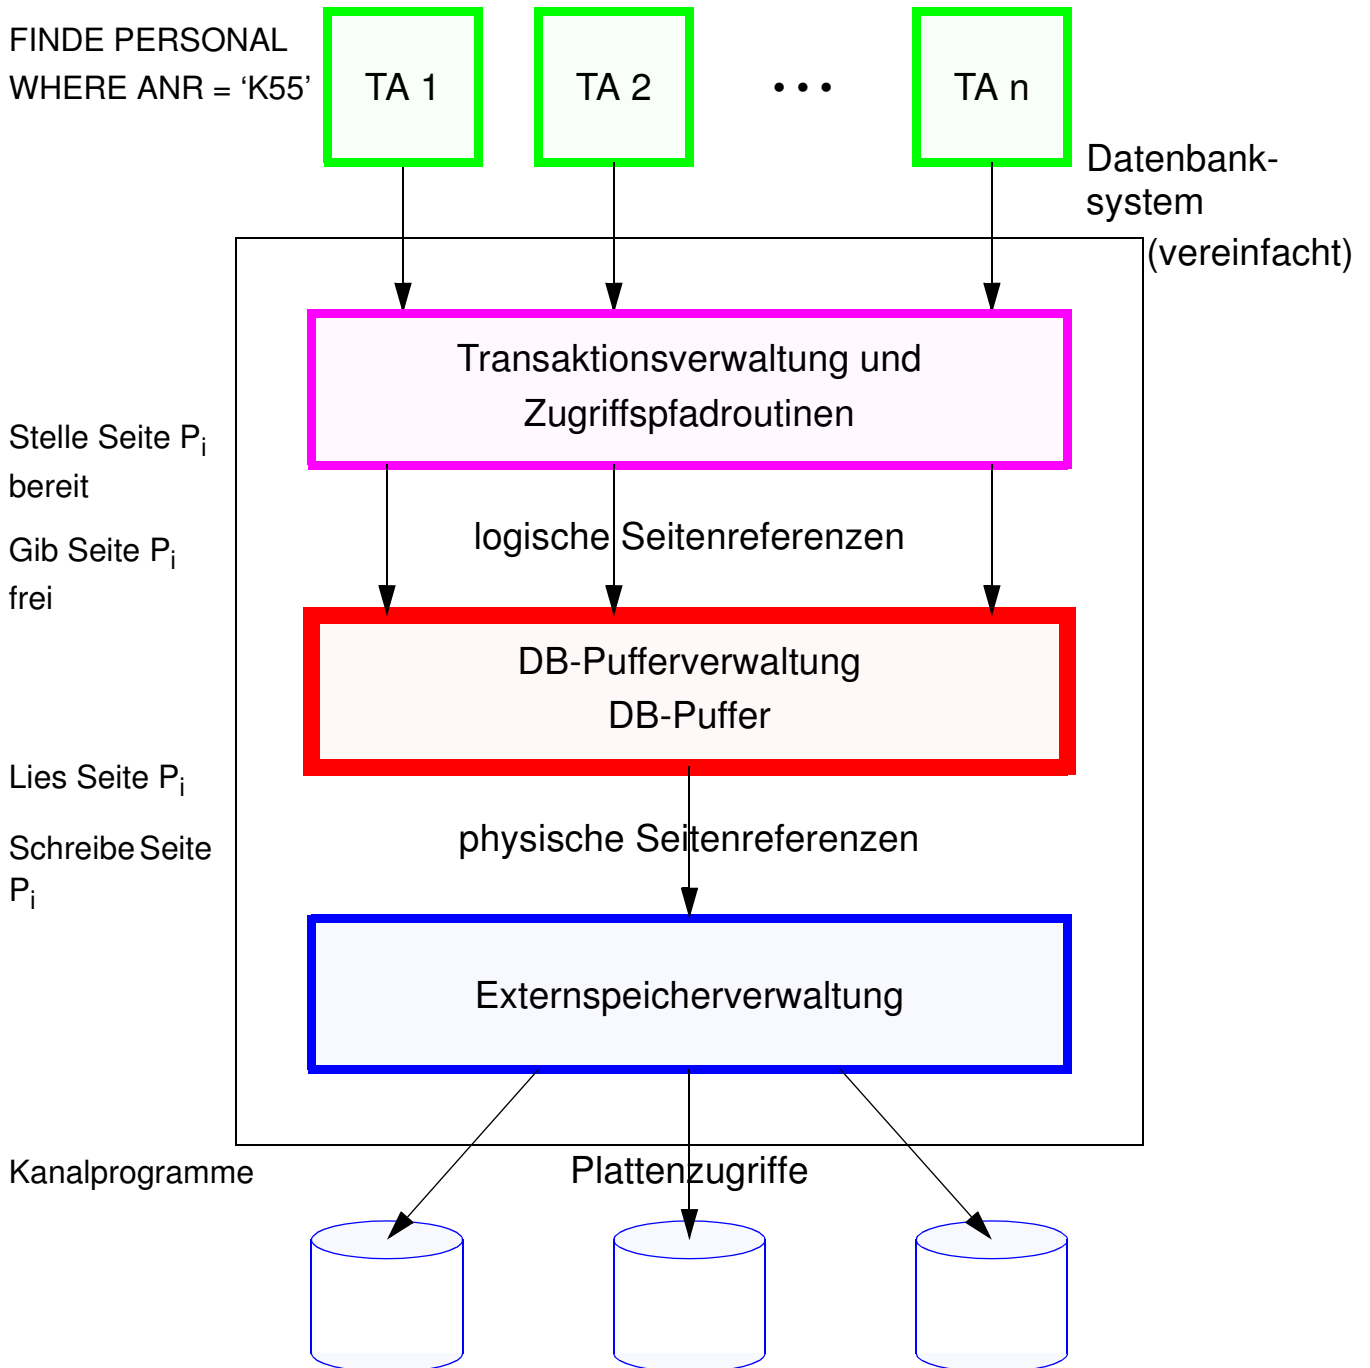 FINDE PERSONAL
WHERE ANR = ‘K55’
TA 1
TA 2
• • •
TA n
Datenbank-
system
(vereinfacht)
Transaktionsverwaltung und
Zugriffspfadroutinen
Stelle Seite Pi
bereit
Gib Seite Pi
frei
logische Seitenreferenzen
DB-Pufferverwaltung
DB-Puffer
Lies Seite Pi
Schreibe Seite
Pi
physische Seitenreferenzen
Externspeicherverwaltung
Kanalprogramme
Plattenzugriffe